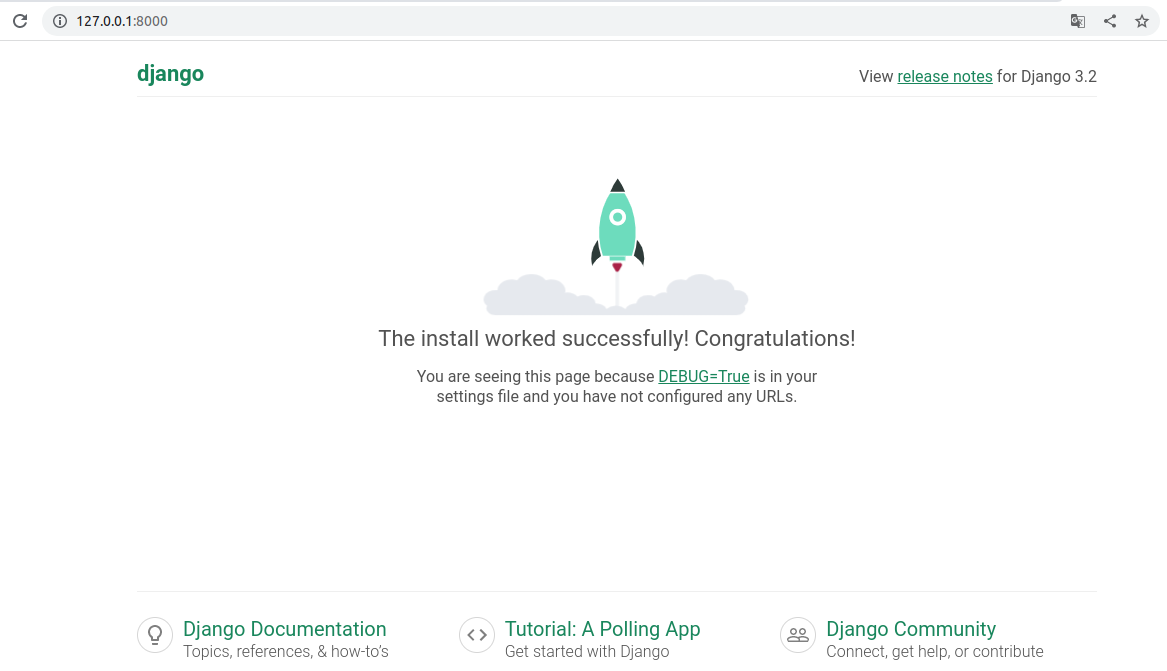 127.0.0.1:8000
django
View release notes for Django 3.2
The install worked successfully! Congratulations!
You are seeing this page because DEBUG=True is in your
settings file and you have not configured any URLs.
Django Documentation
Topics, references, & how-to’s
Tutorial: A Polling App
Get started with Django
Django Community
Connect, get help, or contribute